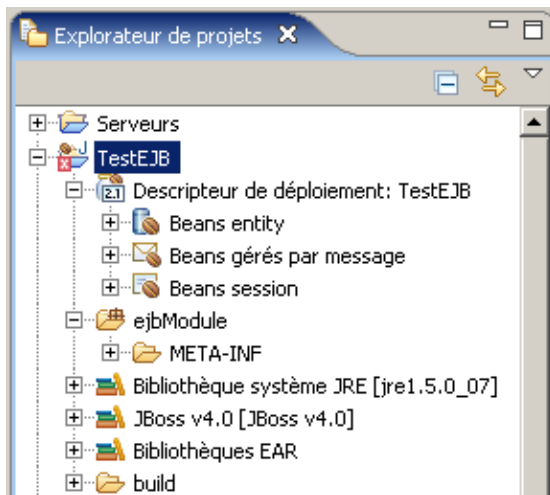 Explorateur de projets
Serveurs
TestEJB
2.1 Descripteur de déploiement: TestEJB
Beans entity
Beans gérés par message
Beans session
ejbModule
META-INF
Bibliothèque système JRE [jre1.5.0_07]
JBoss v4.0 [JBoss v4.0]
Bibliothèques EAR
build